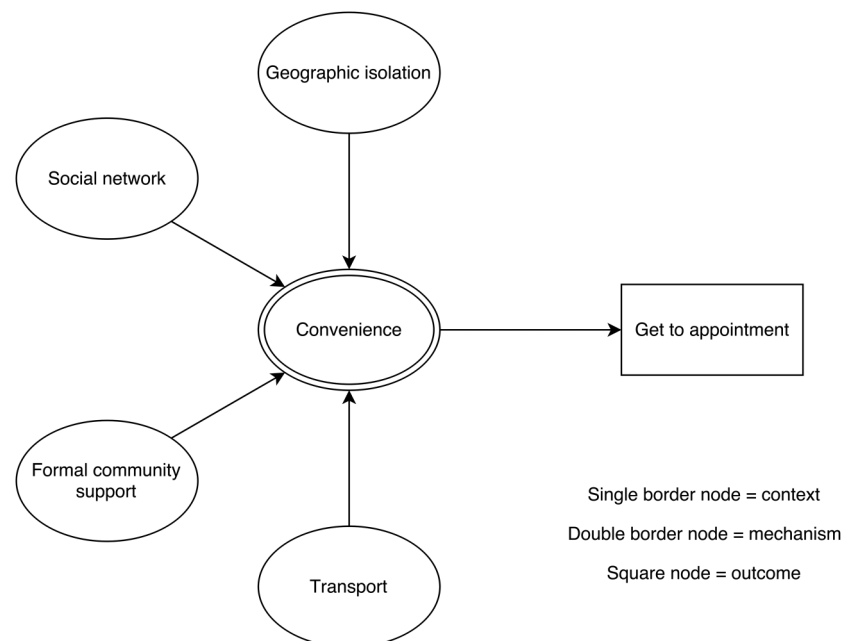 Geographic isolation
Social network
Convenience
Get to appointment
Formal community
support
Transport
Single border node = context
Double border node = mechanism
Square node = outcome